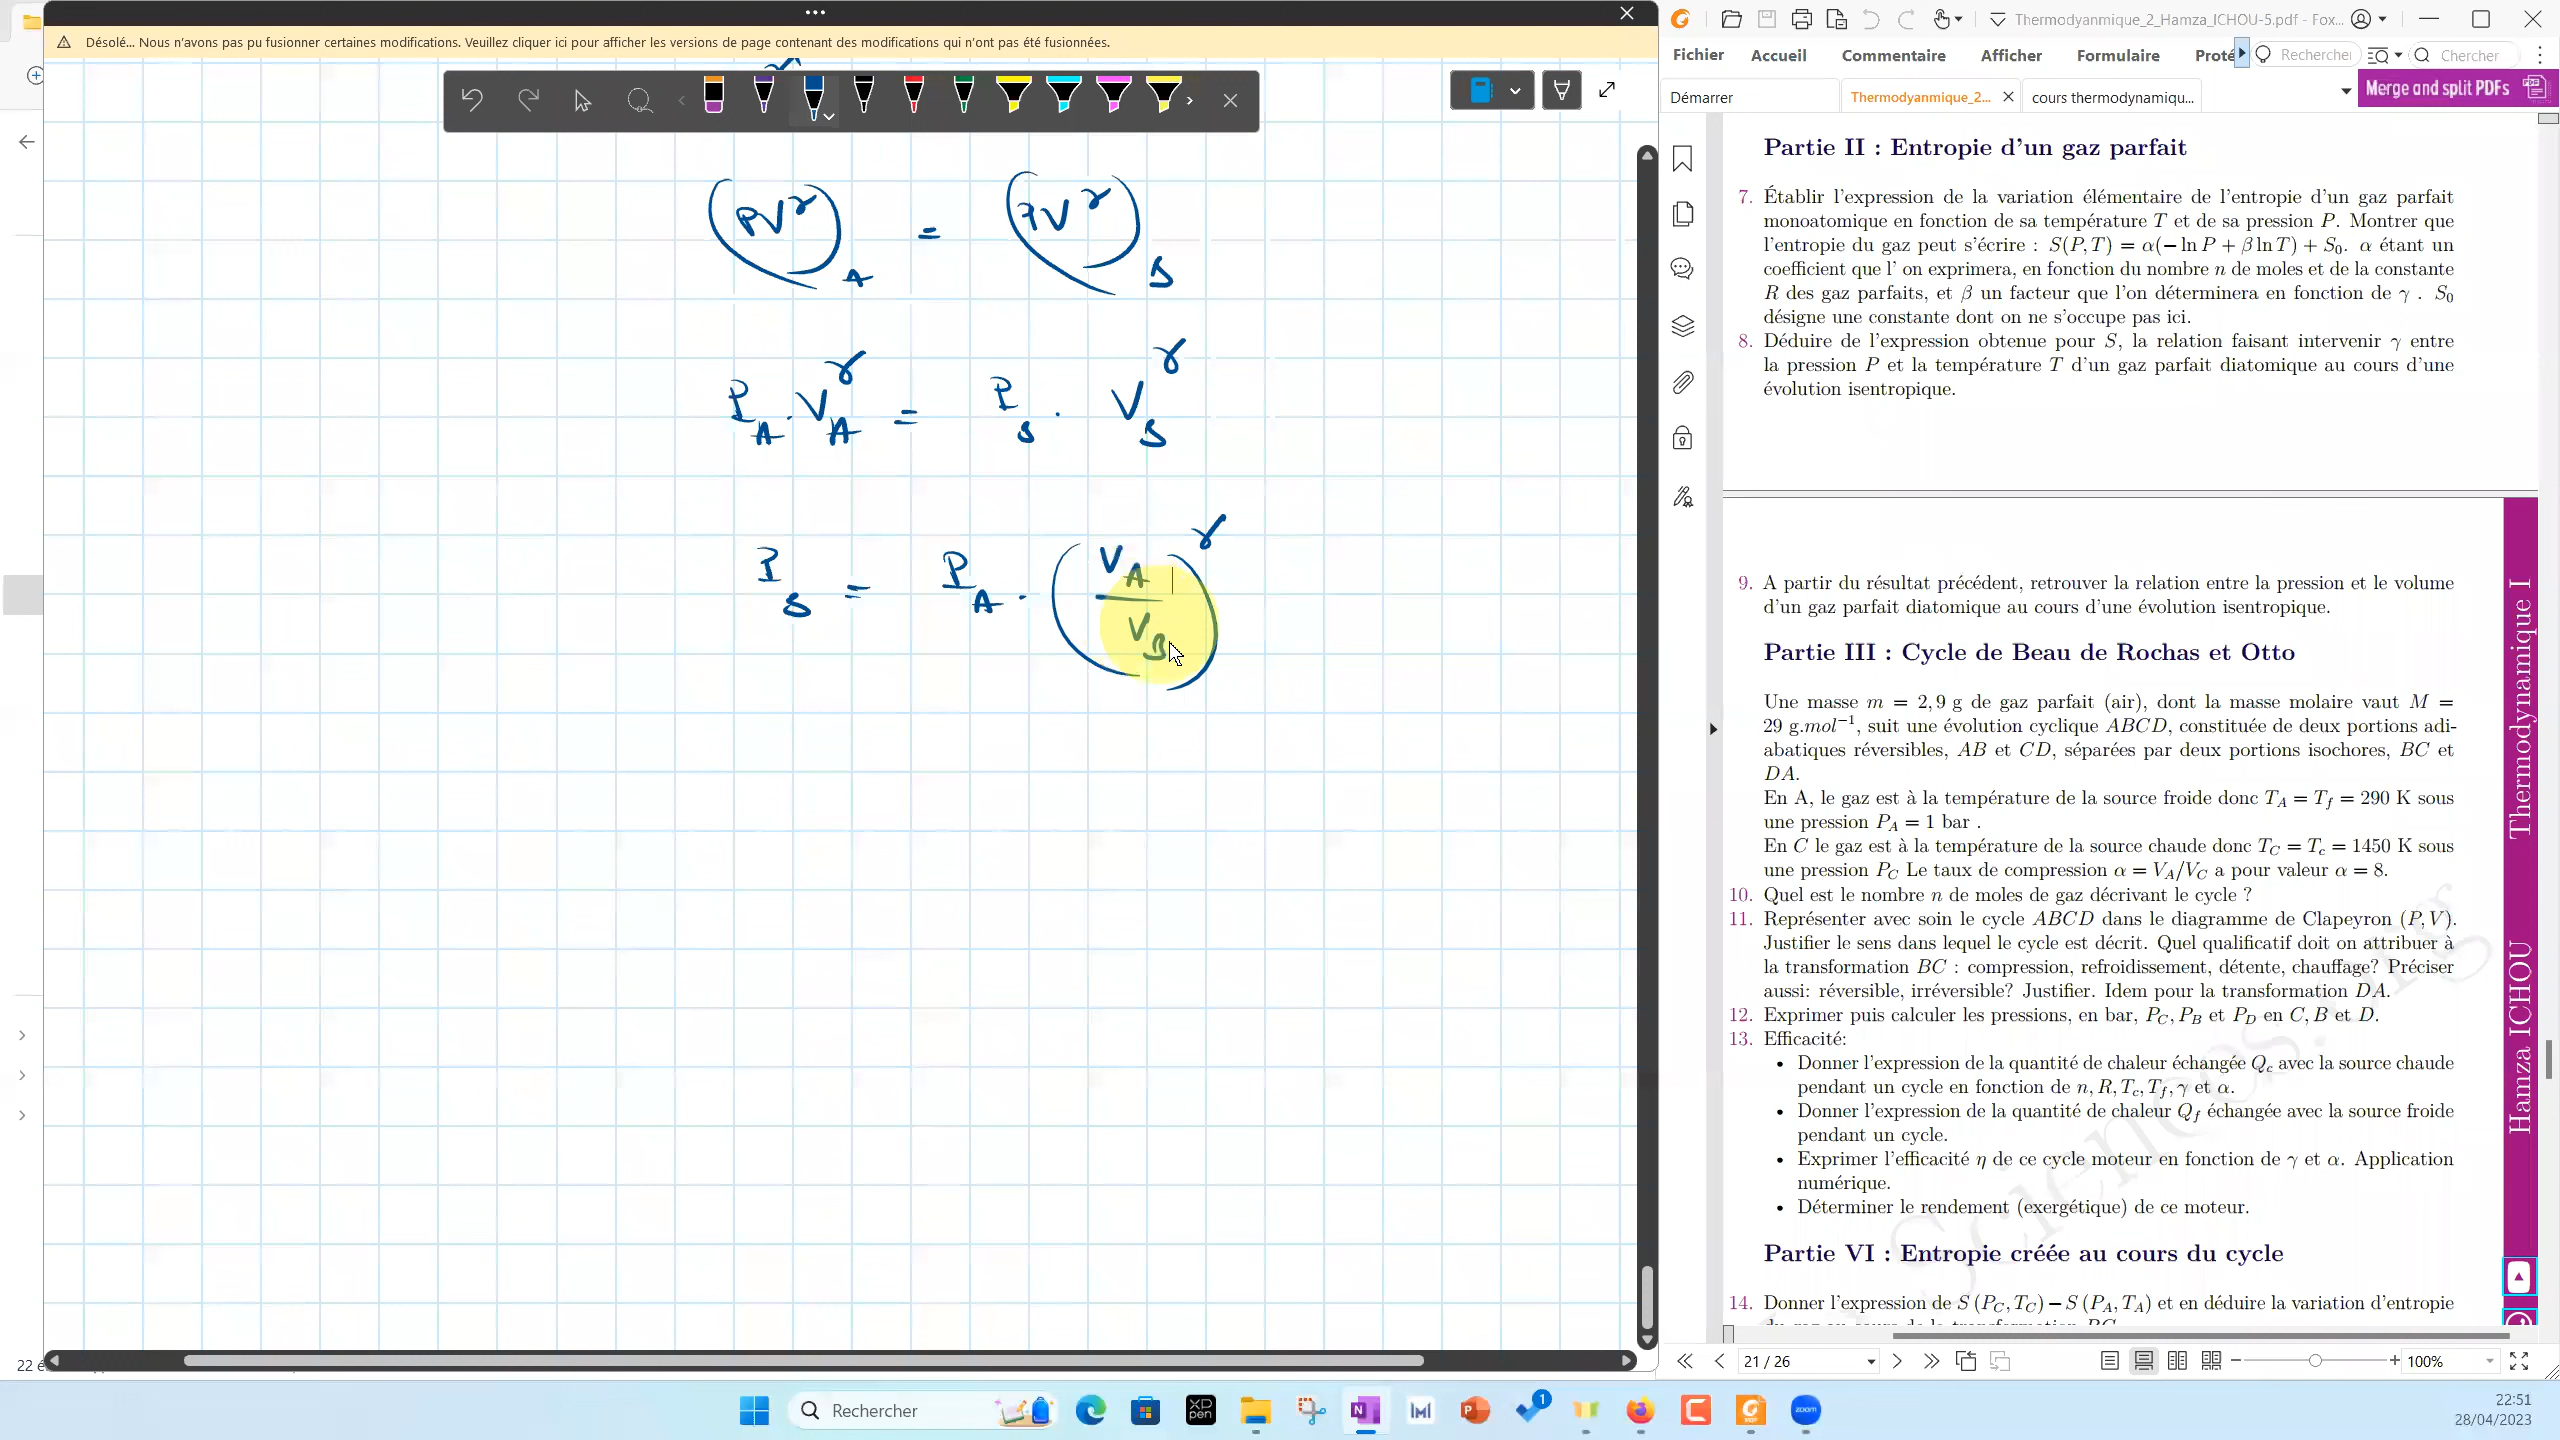 Désolé... Nous n'avons pas pu fusionner certaines modifications. Veuillez cliquer ici pour afficher les versions de page contenant des modifications qui n'ont pas été fusionnées.
(PV^γ)_A = (PV^γ)_B
P_A . V_A^γ = P_B . V_B^γ
P_B = P_A . (V_A / V_B)^γ
22 é
Thermodyanmique_2_Hamza_ICHOU-5.pdf - Fox...
Fichier Accueil Commentaire Afficher Formulaire Proté Rechercher Chercher
Démarrer Thermodyanmique_2... cours thermodynamiqu... Merge and split PDFs
Partie II : Entropie d'un gaz parfait
7. Établir l'expression de la variation élémentaire de l'entropie d'un gaz parfait
monoatomique en fonction de sa température T et de sa pression P. Montrer que
l'entropie du gaz peut s'écrire : S(P,T) = α(− ln P + β ln T) + S₀. α étant un
coefficient que l' on exprimera, en fonction du nombre n de moles et de la constante
R des gaz parfaits, et β un facteur que l'on déterminera en fonction de γ . S₀
désigne une constante dont on ne s'occupe pas ici.
8. Déduire de l'expression obtenue pour S, la relation faisant intervenir γ entre
la pression P et la température T d'un gaz parfait diatomique au cours d'une
évolution isentropique.
9. A partir du résultat précédent, retrouver la relation entre la pression et le volume
d'un gaz parfait diatomique au cours d'une évolution isentropique.
Partie III : Cycle de Beau de Rochas et Otto
Une masse m = 2,9 g de gaz parfait (air), dont la masse molaire vaut M =
29 g.mol⁻¹, suit une évolution cyclique ABCD, constituée de deux portions adi-
abatiques réversibles, AB et CD, séparées par deux portions isochores, BC et
DA.
En A, le gaz est à la température de la source froide donc T_A = T_f = 290 K sous
une pression P_A = 1 bar .
En C le gaz est à la température de la source chaude donc T_C = T_c = 1450 K sous
une pression P_C Le taux de compression α = V_A/V_C a pour valeur α = 8.
10. Quel est le nombre n de moles de gaz décrivant le cycle ?
11. Représenter avec soin le cycle ABCD dans le diagramme de Clapeyron (P,V).
Justifier le sens dans lequel le cycle est décrit. Quel qualificatif doit on attribuer à
la transformation BC : compression, refroidissement, détente, chauffage? Préciser
aussi: réversible, irréversible? Justifier. Idem pour la transformation DA.
12. Exprimer puis calculer les pressions, en bar, P_C, P_B et P_D en C, B et D.
13. Efficacité:
• Donner l'expression de la quantité de chaleur échangée Q_c avec la source chaude
pendant un cycle en fonction de n, R, T_c, T_f, γ et α.
• Donner l'expression de la quantité de chaleur Q_f échangée avec la source froide
pendant un cycle.
• Exprimer l'efficacité η de ce cycle moteur en fonction de γ et α. Application
numérique.
• Déterminer le rendement (exergétique) de ce moteur.
Partie VI : Entropie créée au cours du cycle
14. Donner l'expression de S (P_C, T_C) − S (P_A, T_A) et en déduire la variation d'entropie
Thermodynamique I
Hamza ICHOU
Sciences.org
21 / 26
100%
Rechercher
XD
pen
1
zoom
22:51
28/04/2023